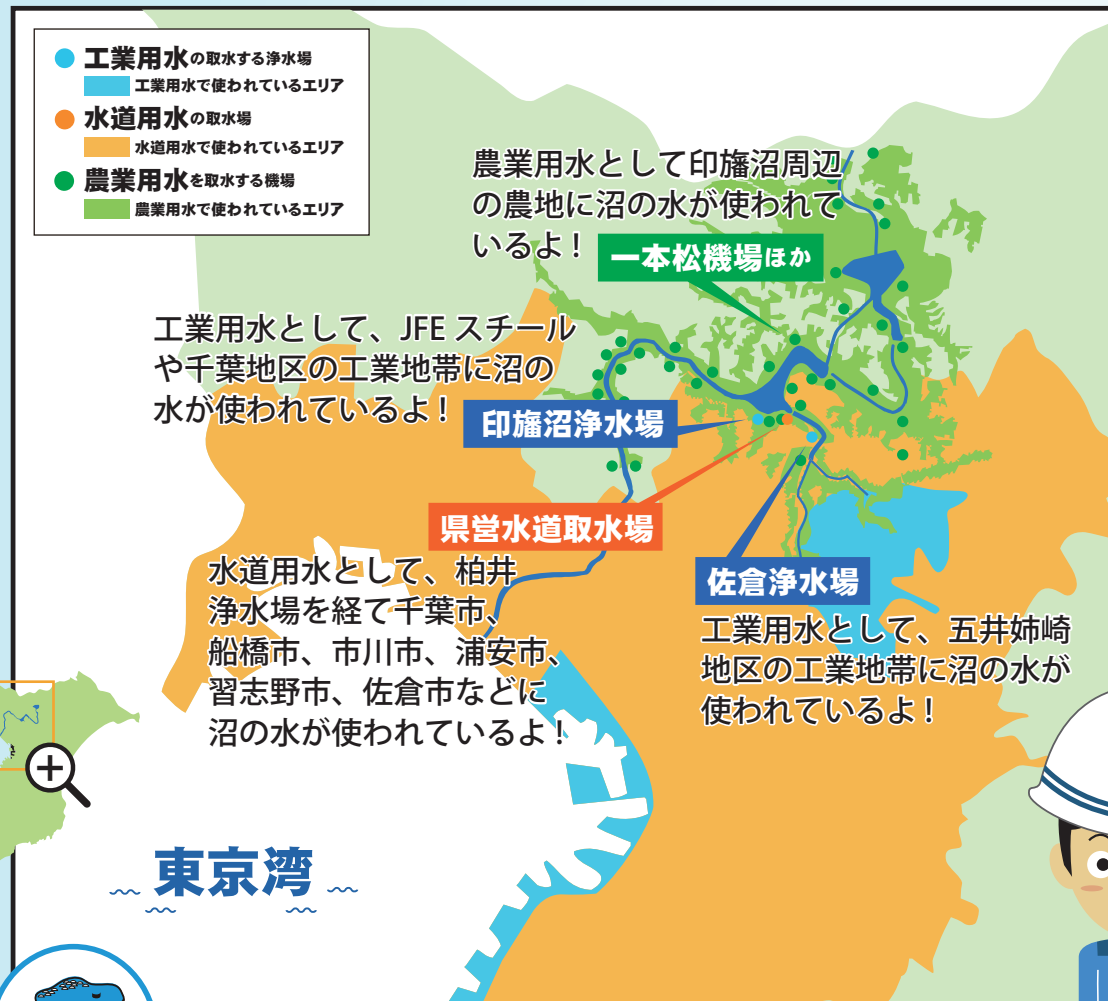 工業用水の取水する浄水場
工業用水で使われているエリア
水道用水の取水場
水道用水で使われているエリア
農業用水を取水する機場
農業用水で使われているエリア
農業用水として印旛沼周辺
の農地に沼の水が使われて
いるよ！
一本松機場ほか
工業用水として、JFE スチール
や千葉地区の工業地帯に沼の
水が使われているよ！
印旛沼浄水場
県営水道取水場
水道用水として、柏井
浄水場を経て千葉市、
船橋市、市川市、浦安市、
習志野市、佐倉市などに
沼の水が使われているよ！
佐倉浄水場
工業用水として、五井姉崎
地区の工業地帯に沼の水が
使われているよ！
東京湾